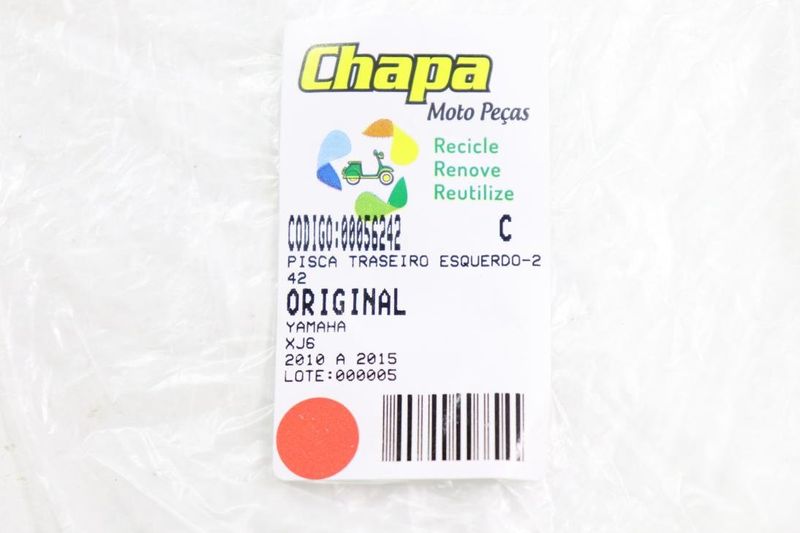 Chapa
Moto Peças
Recicle
Renove
Reutilize
CODIGO:00056242 C
PISCA TRASEIRO ESQUERDO-2
42
ORIGINAL
YAMAHA
XJ6
2010 A 2015
LOTE:000005